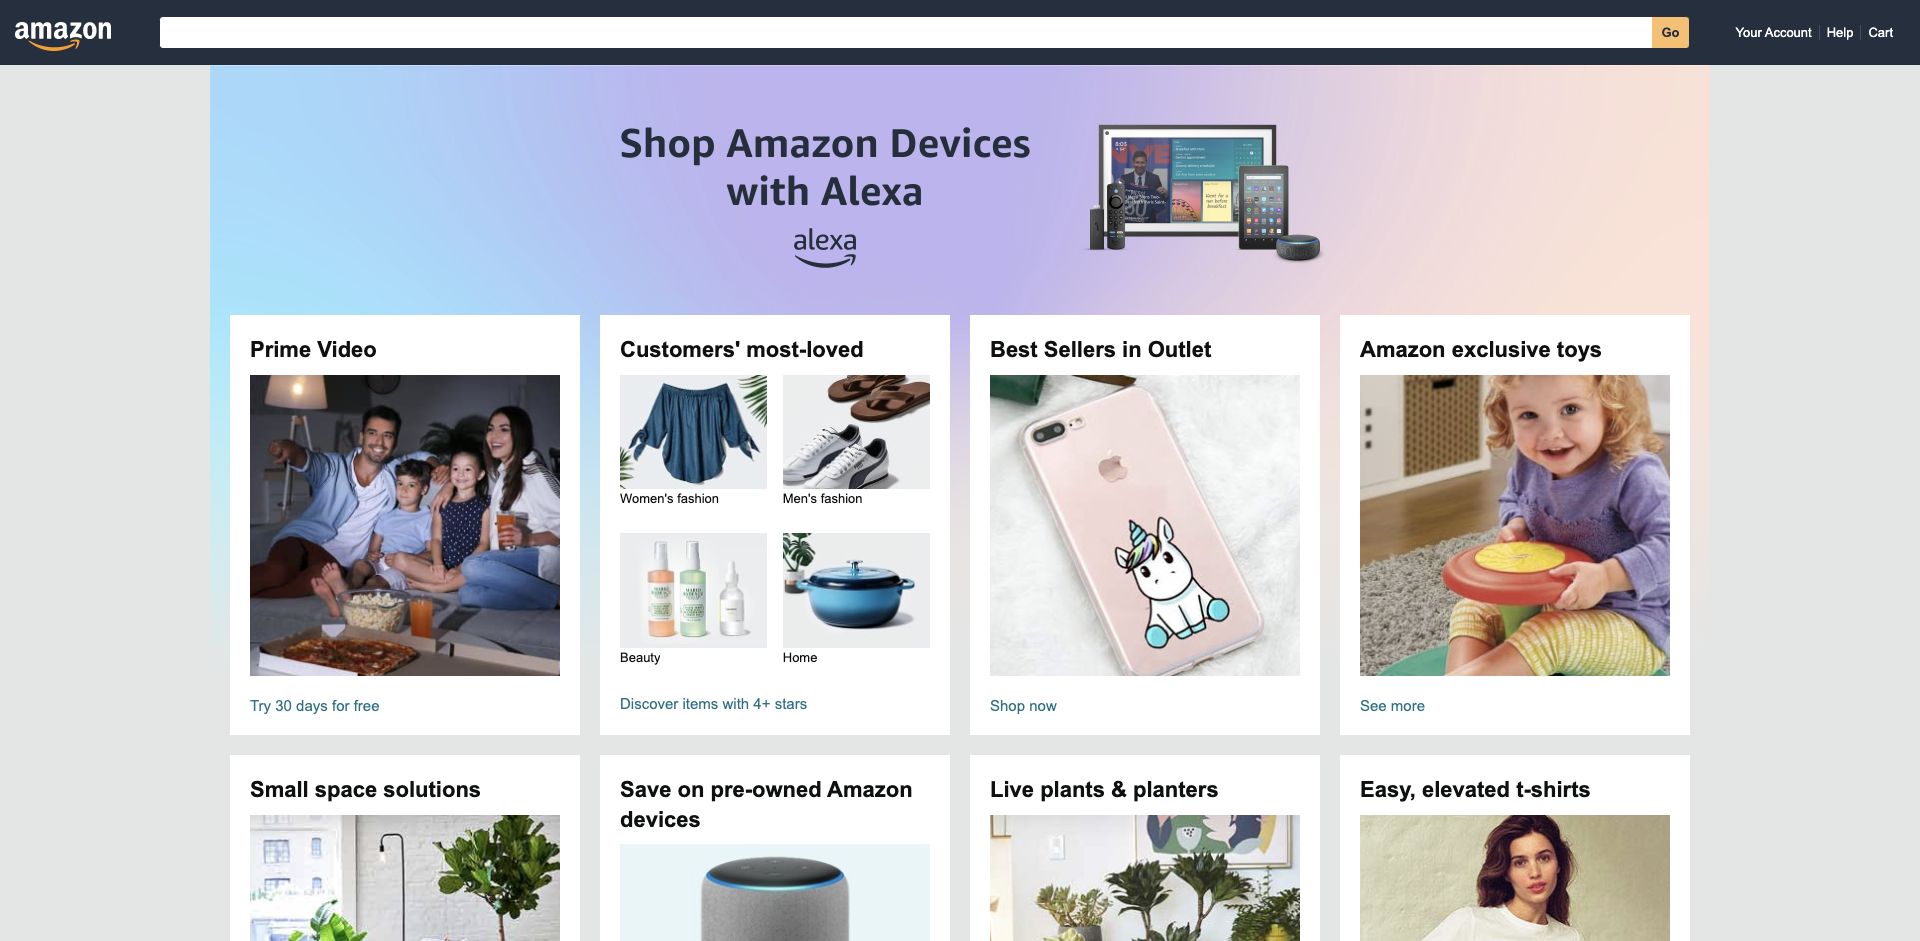 amazon
Go
Your Account
Help
Cart
Shop Amazon Devices
with Alexa
alexa
8:03
Prime Video
Try 30 days for free
Customers' most-loved
Women's fashion
Men's fashion
Beauty
Home
Discover items with 4+ stars
Best Sellers in Outlet
Shop now
Amazon exclusive toys
See more
Small space solutions
Save on pre-owned Amazon
devices
Live plants & planters
Easy, elevated t-shirts